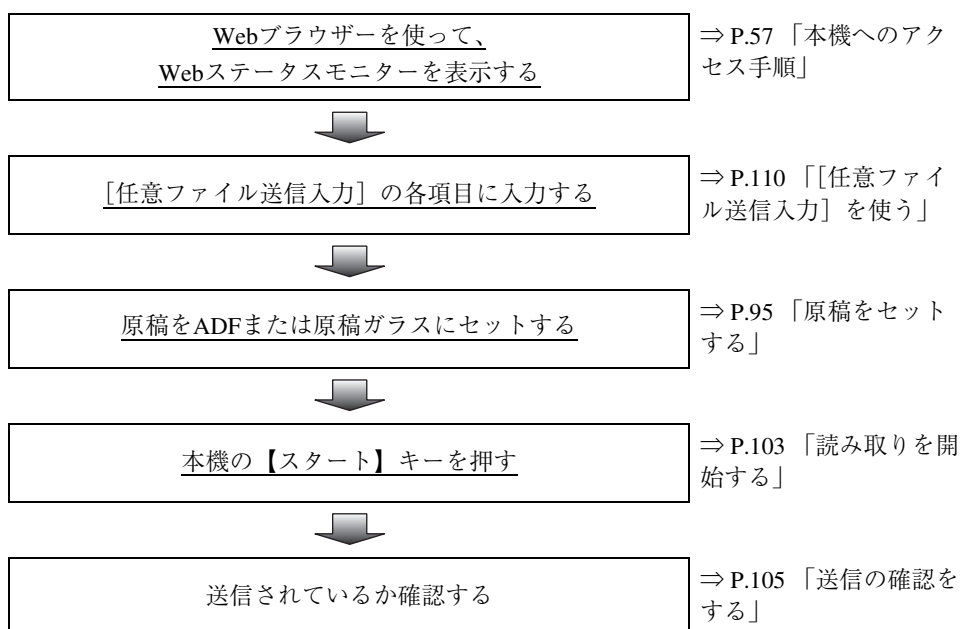 Webブラウザーを使って、
Webステータスモニターを表示する
⇒ P.57 「本機へのアク
セス手順」
[任意ファイル送信入力] の各項目に入力する
⇒ P.110 「[任意ファイ
ル送信入力] を使う」
原稿をADFまたは原稿ガラスにセットする
⇒ P.95 「原稿をセット
する」
本機の【スタート】キーを押す
⇒ P.103 「読み取りを開
始する」
送信されているか確認する
⇒ P.105 「送信の確認を
する」